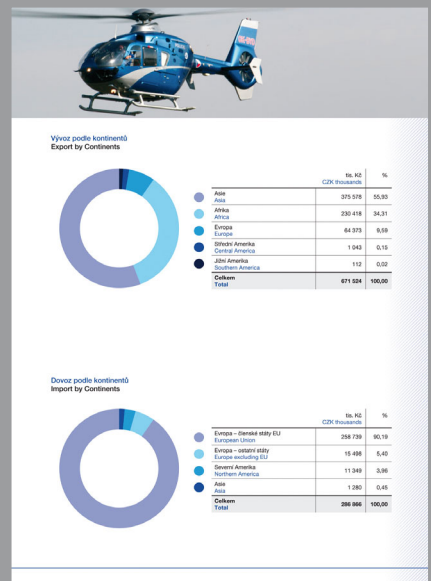 Vývoz podle kontinentů
Export by Continents
tis. Kč %
CZK thousands
Asie
Asia 375 578 55,93
Afrika
Africa 230 418 34,31
Evropa
Europe 64 373 9,59
Střední Amerika
Central America 1 043 0,15
Jižní Amerika
Southern America 112 0,02
Celkem
Total 671 524 100,00
Dovoz podle kontinentů
Import by Continents
tis. Kč %
CZK thousands
Evropa – členské státy EU
European Union 258 739 90,19
Evropa – ostatní státy
Europe excluding EU 15 498 5,40
Severní Amerika
Northern America 11 349 3,96
Asie
Asia 1 280 0,45
Celkem
Total 286 866 100,00